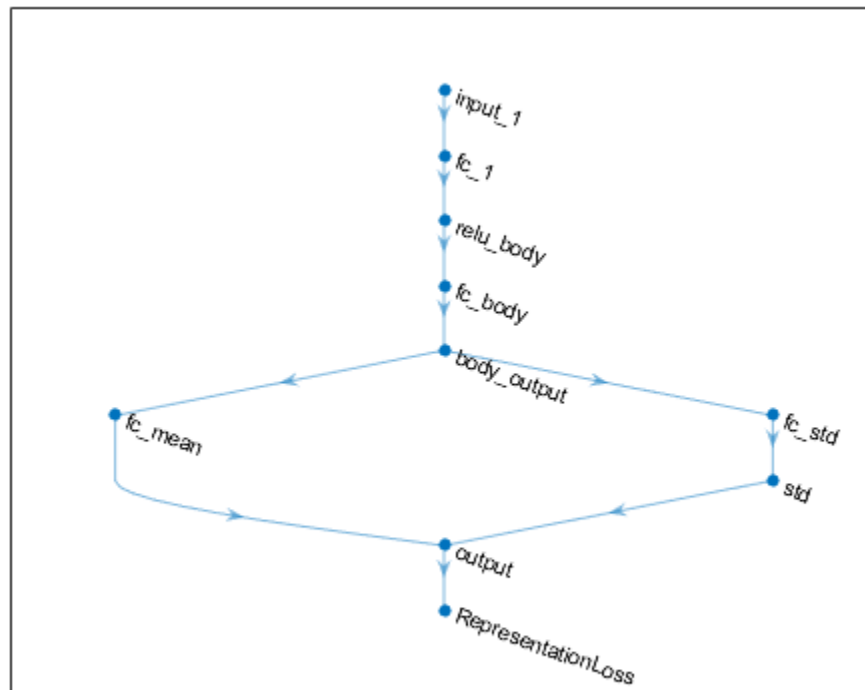 input_1
fc_1
relu_body
fc_body
body_output
fc_mean
fc_std
std
output
RepresentationLoss